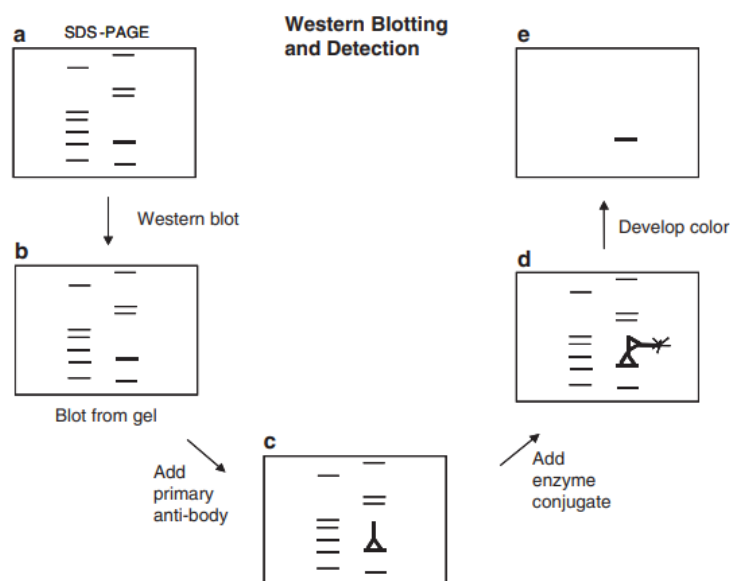 a
SDS-PAGE
Western Blotting
and Detection
e
Western blot
Develop color
b
d
Blot from gel
c
Add
primary
anti-body
Add
enzyme
conjugate